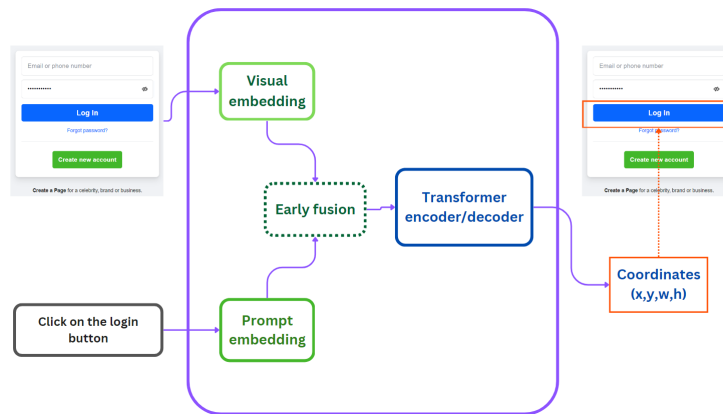 Email or phone number
••••••••••••
Log In
Forgot password?
Create new account
Create a Page for a celebrity, brand or business.
Click on the login
button
Visual
embedding
Early fusion
Prompt
embedding
Transformer
encoder/decoder
Email or phone number
••••••••••••
Log In
Forgot password?
Create new account
Create a Page for a celebrity, brand or business.
Coordinates
(x,y,w,h)